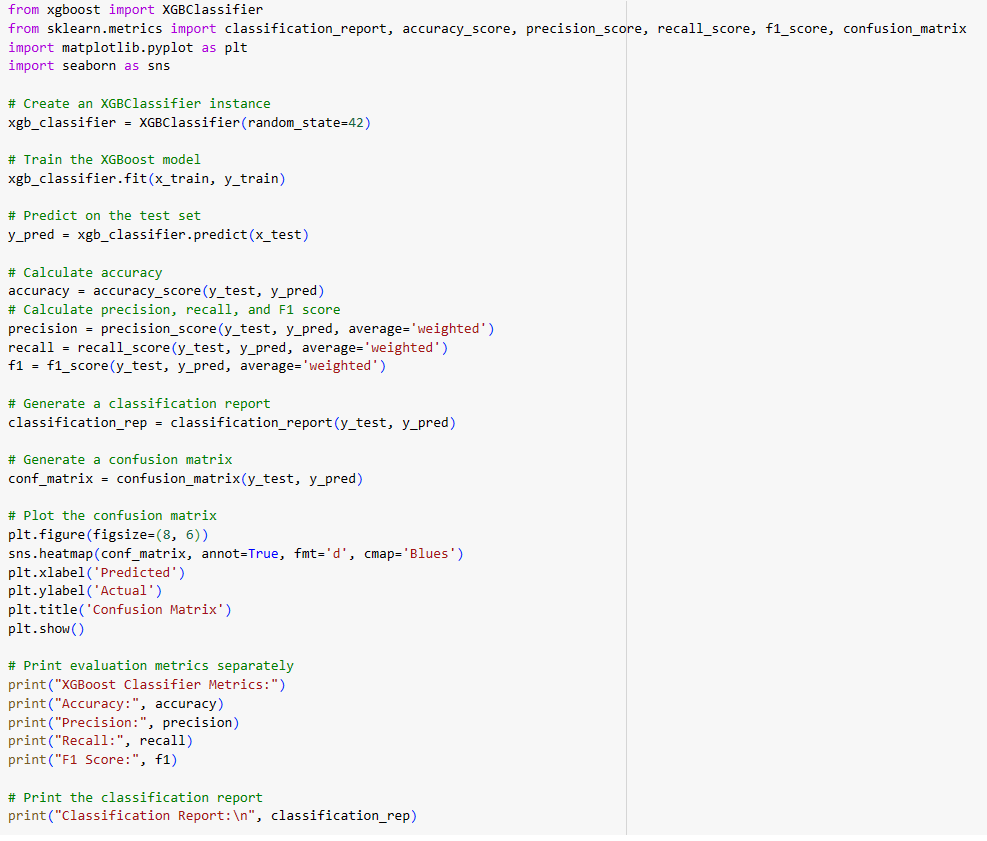 from xgboost import XGBClassifier
from sklearn.metrics import classification_report, accuracy_score, precision_score, recall_score, f1_score, confusion_matrix
import matplotlib.pyplot as plt
import seaborn as sns
# Create an XGBClassifier instance
xgb_classifier = XGBClassifier(random_state=42)
# Train the XGBoost model
xgb_classifier.fit(x_train, y_train)
# Predict on the test set
y_pred = xgb_classifier.predict(x_test)
# Calculate accuracy
accuracy = accuracy_score(y_test, y_pred)
# Calculate precision, recall, and F1 score
precision = precision_score(y_test, y_pred, average='weighted')
recall = recall_score(y_test, y_pred, average='weighted')
f1 = f1_score(y_test, y_pred, average='weighted')
# Generate a classification report
classification_rep = classification_report(y_test, y_pred)
# Generate a confusion matrix
conf_matrix = confusion_matrix(y_test, y_pred)
# Plot the confusion matrix
plt.figure(figsize=(8, 6))
sns.heatmap(conf_matrix, annot=True, fmt='d', cmap='Blues')
plt.xlabel('Predicted')
plt.ylabel('Actual')
plt.title('Confusion Matrix')
plt.show()
# Print evaluation metrics separately
print("XGBoost Classifier Metrics:")
print("Accuracy:", accuracy)
print("Precision:", precision)
print("Recall:", recall)
print("F1 Score:", f1)
# Print the classification report
print("Classification Report:\n", classification_rep)